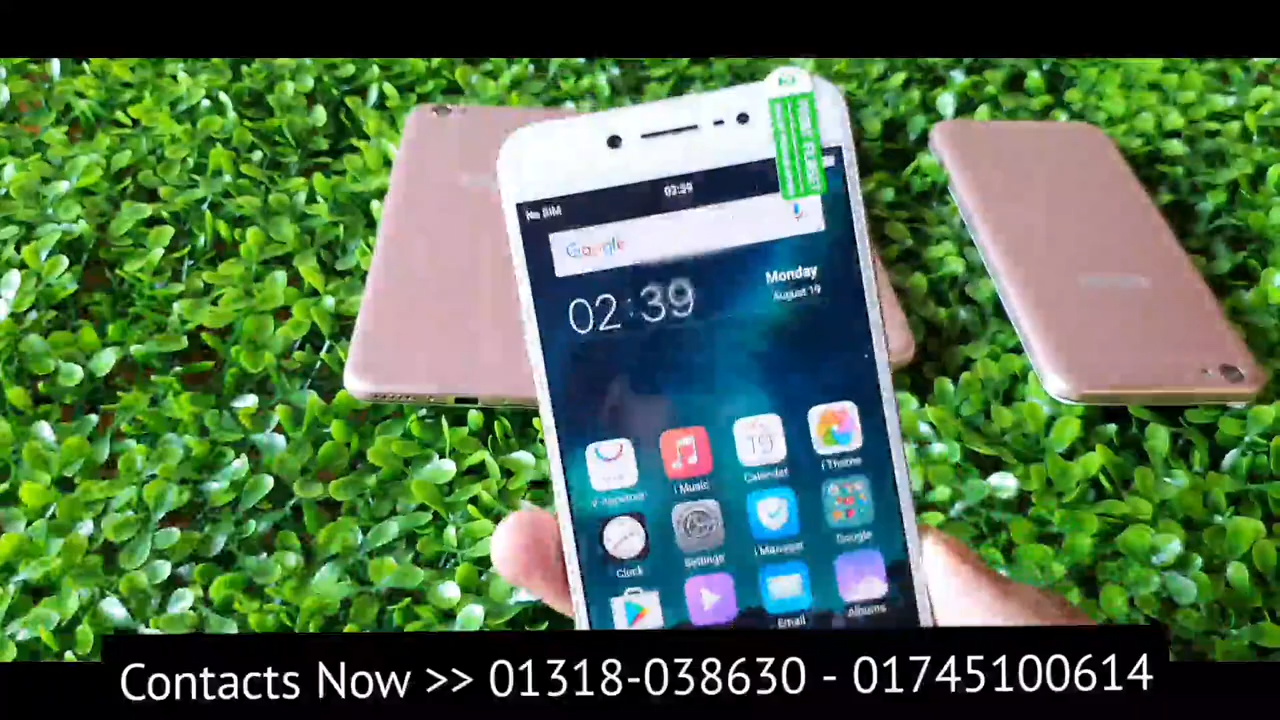 No SIM
02:39
Google
02:39
Monday
August 19
19
i Music
Calendar
i Theme
Clock
Settings
i Manager
Google
Email
Albums
Contacts Now >> 01318-038630 - 01745100614